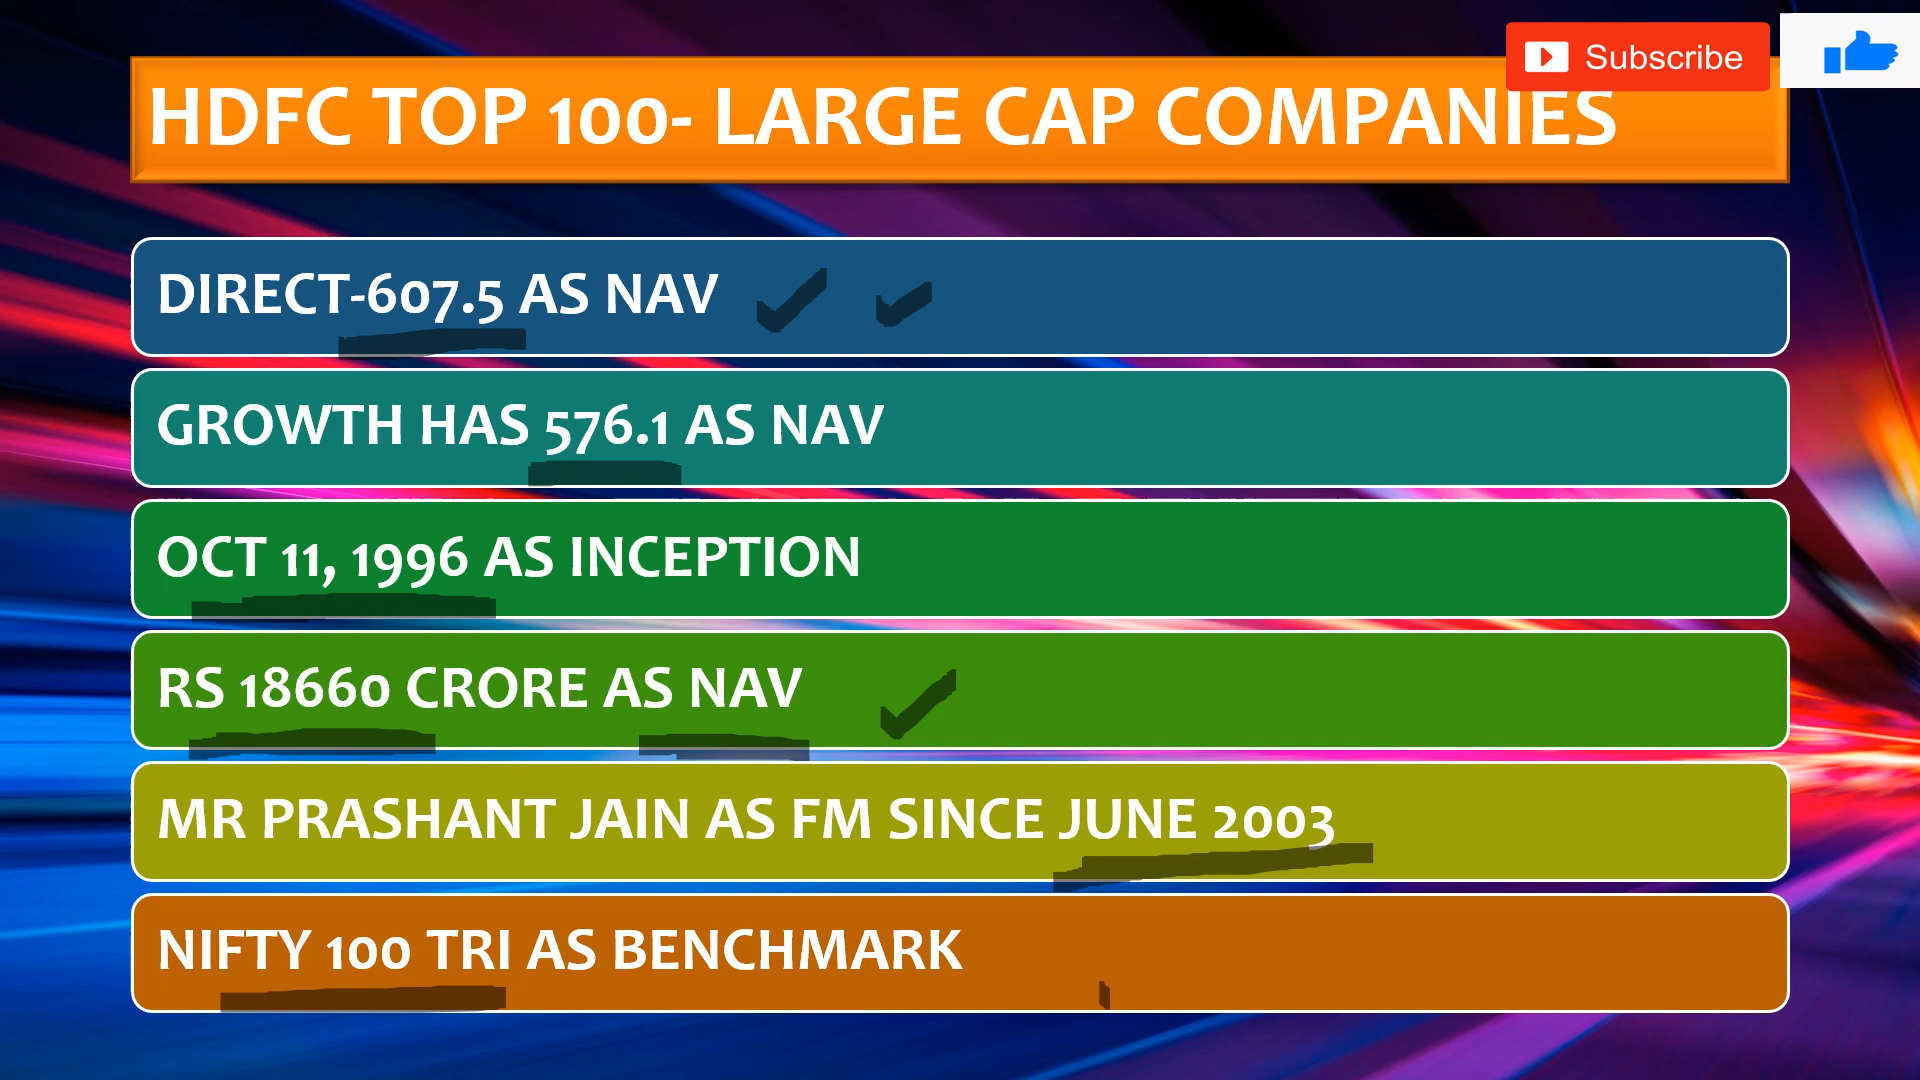 Subscribe
HDFC TOP 100- LARGE CAP COMPANIES
DIRECT-607.5 AS NAV
GROWTH HAS 576.1 AS NAV
OCT 11, 1996 AS INCEPTION
RS 18660 CRORE AS NAV
MR PRASHANT JAIN AS FM SINCE JUNE 2003
NIFTY 100 TRI AS BENCHMARK